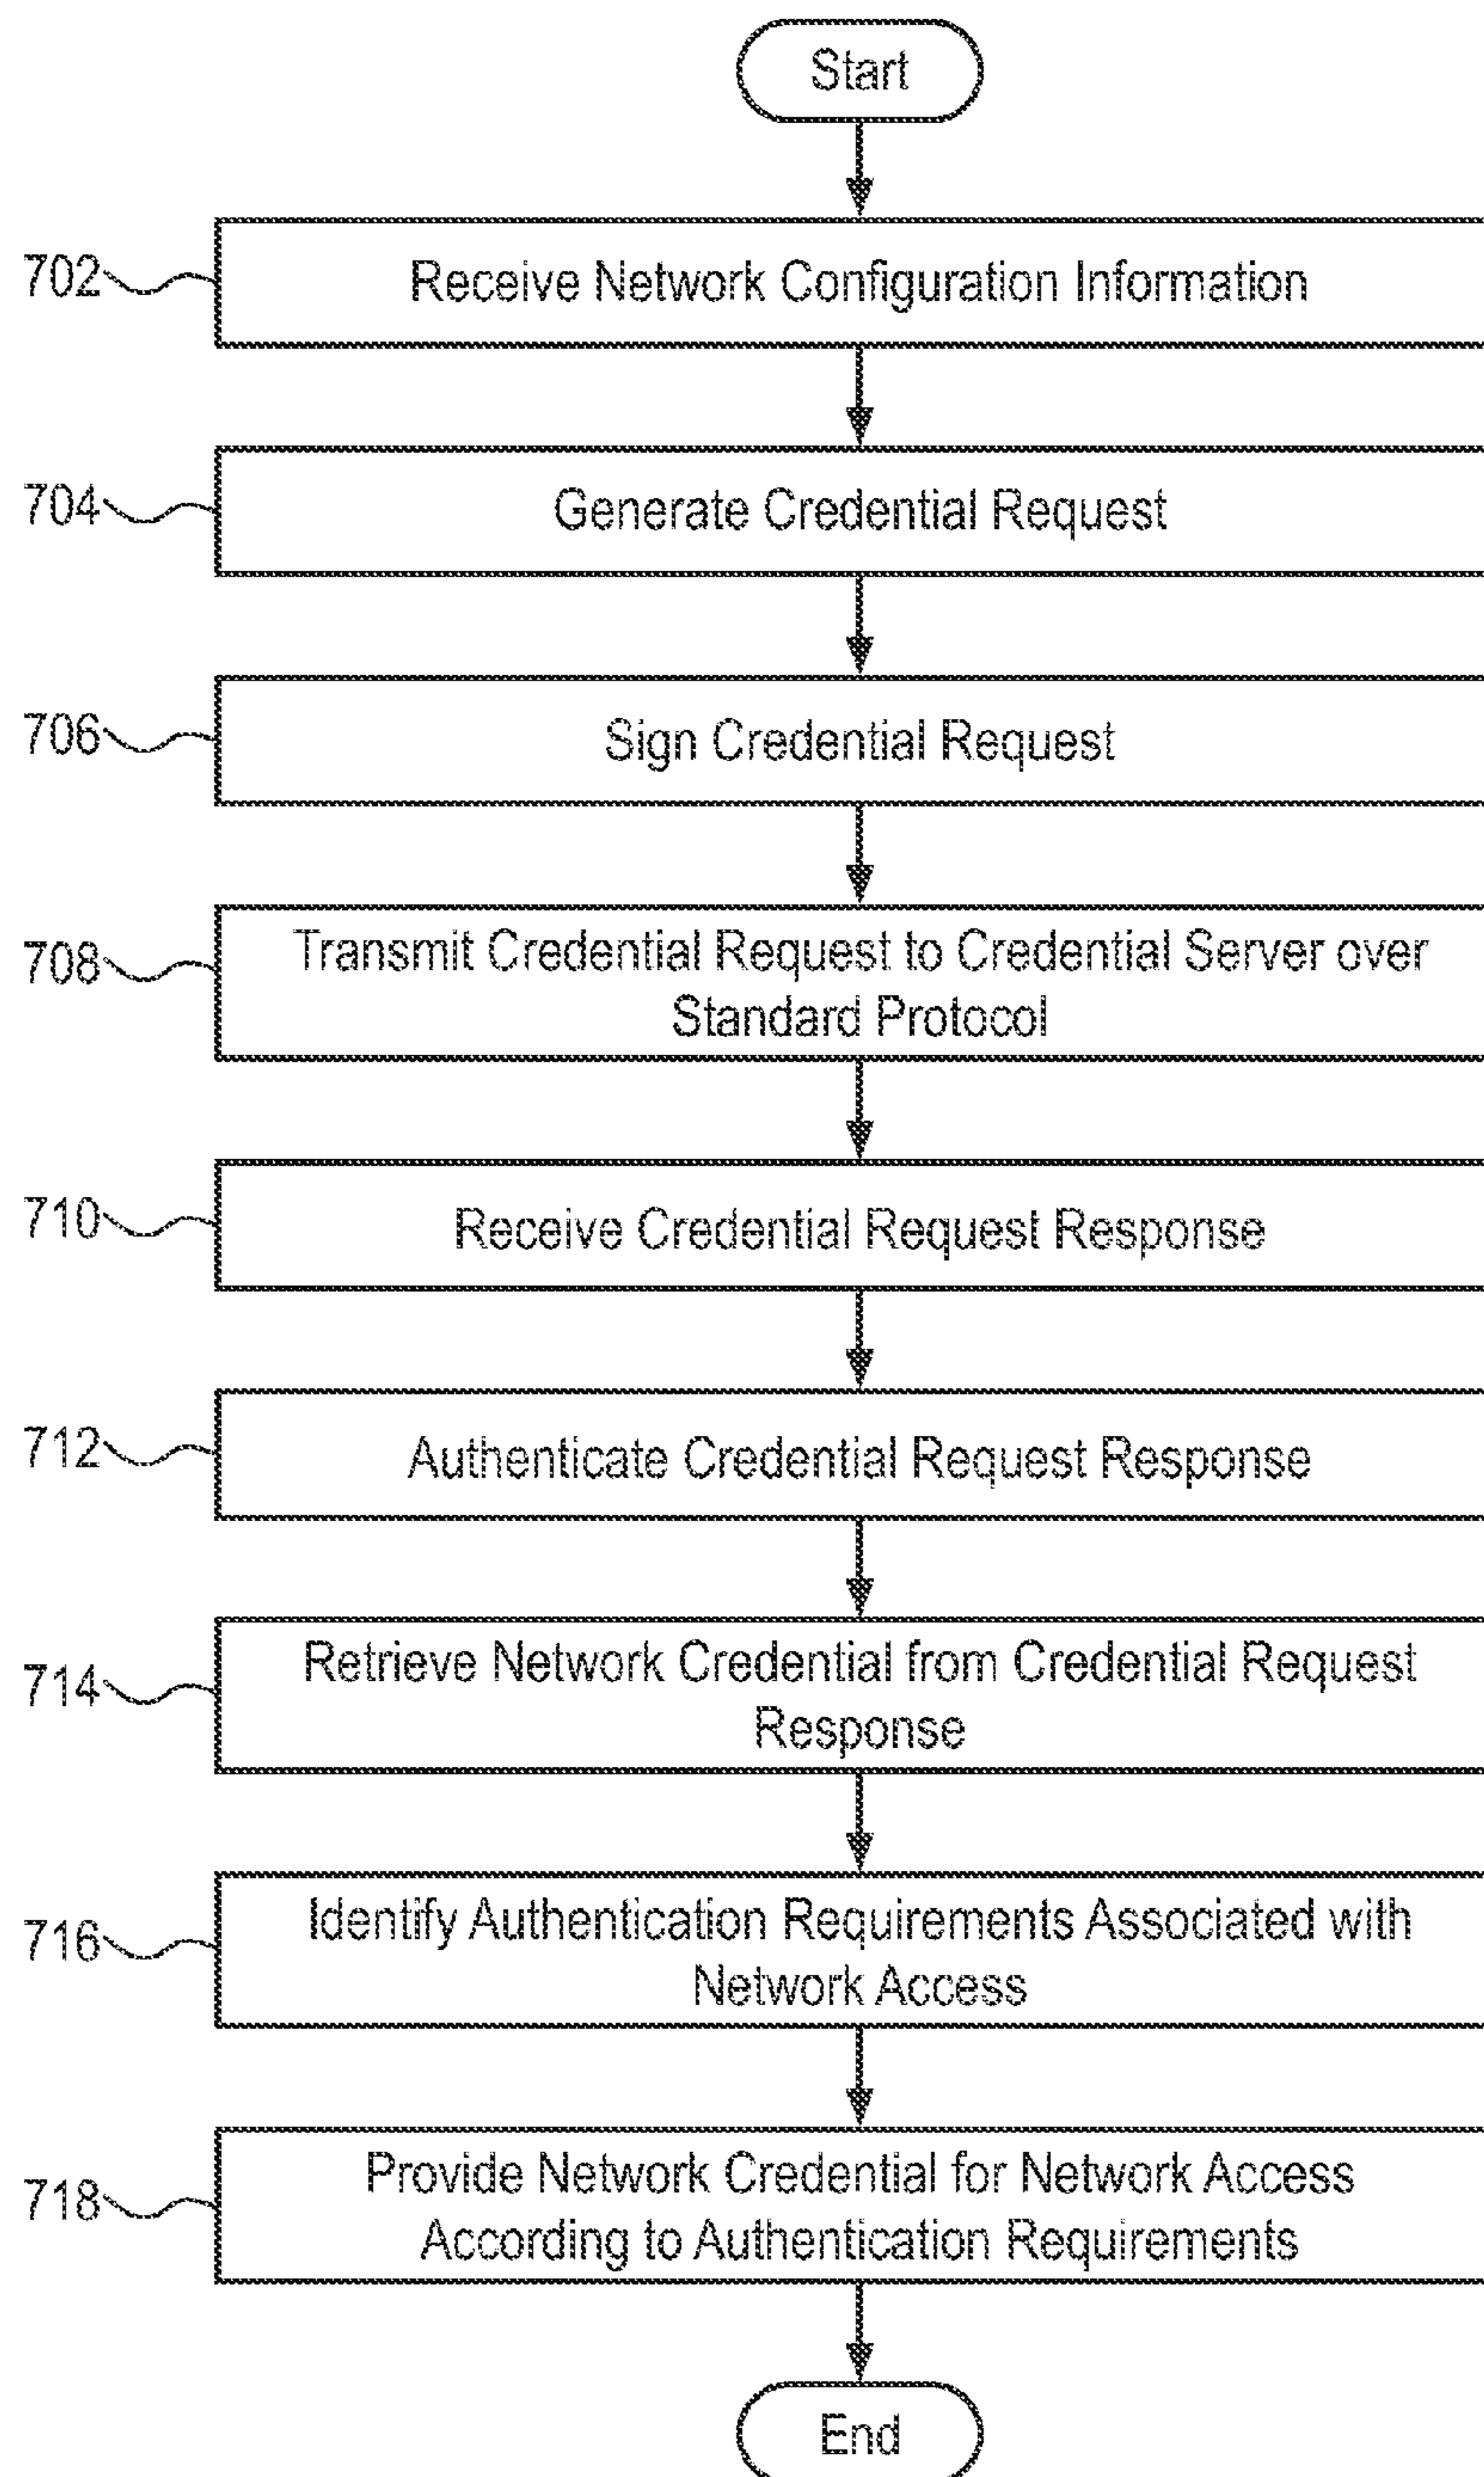 Start
702
Receive Network Configuration Information
704
Generate Credential Request
706
Sign Credential Request
708
Transmit Credential Request to Credential Server over
Standard Protocol
710
Receive Credential Request Response
712
Authenticate Credential Request Response
714
Retrieve Network Credential from Credential Request
Response
716
Identify Authentication Requirements Associated with
Network Access
718
Provide Network Credential for Network Access
According to Authentication Requirements
End